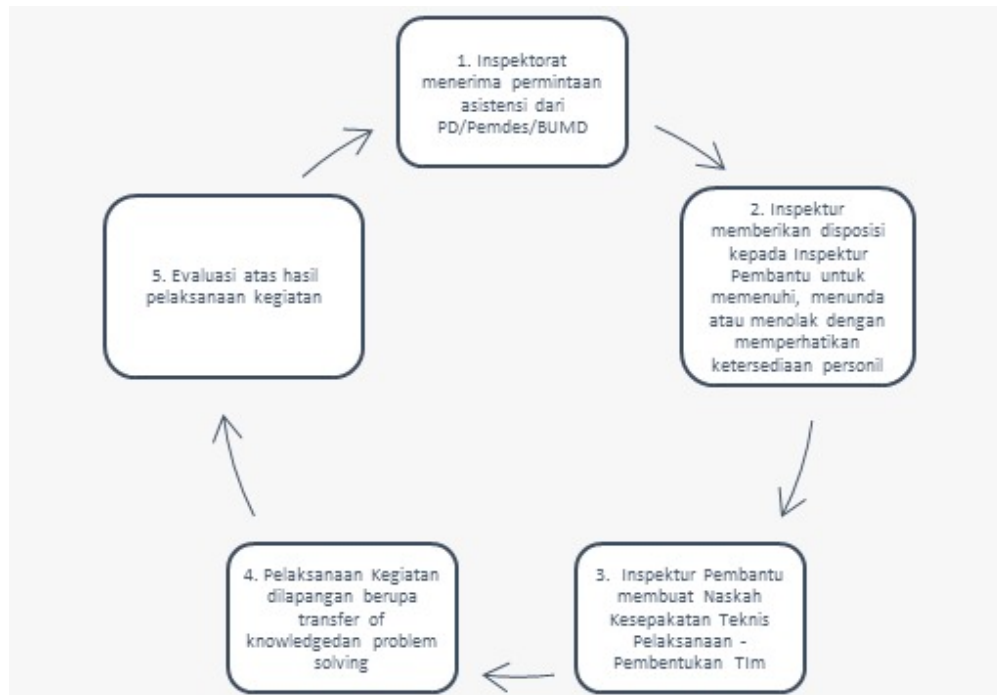 1. Inspektorat
menerima permintaan
asistensi dari
PD/Pemdes/BUMD
2. Inspektur
memberikan disposisi
kepada Inspektur
Pembantu untuk
memenuhi, menunda
atau menolak dengan
memperhatikan
ketersediaan personil
3. Inspektur Pembantu
membuat Naskah
Kesepakatan Teknis
Pelaksanaan -
Pembentukan TIm
4. Pelaksanaan Kegiatan
dilapangan berupa
transfer of
knowledgedan problem
solving
5. Evaluasi atas hasil
pelaksanaan kegiatan